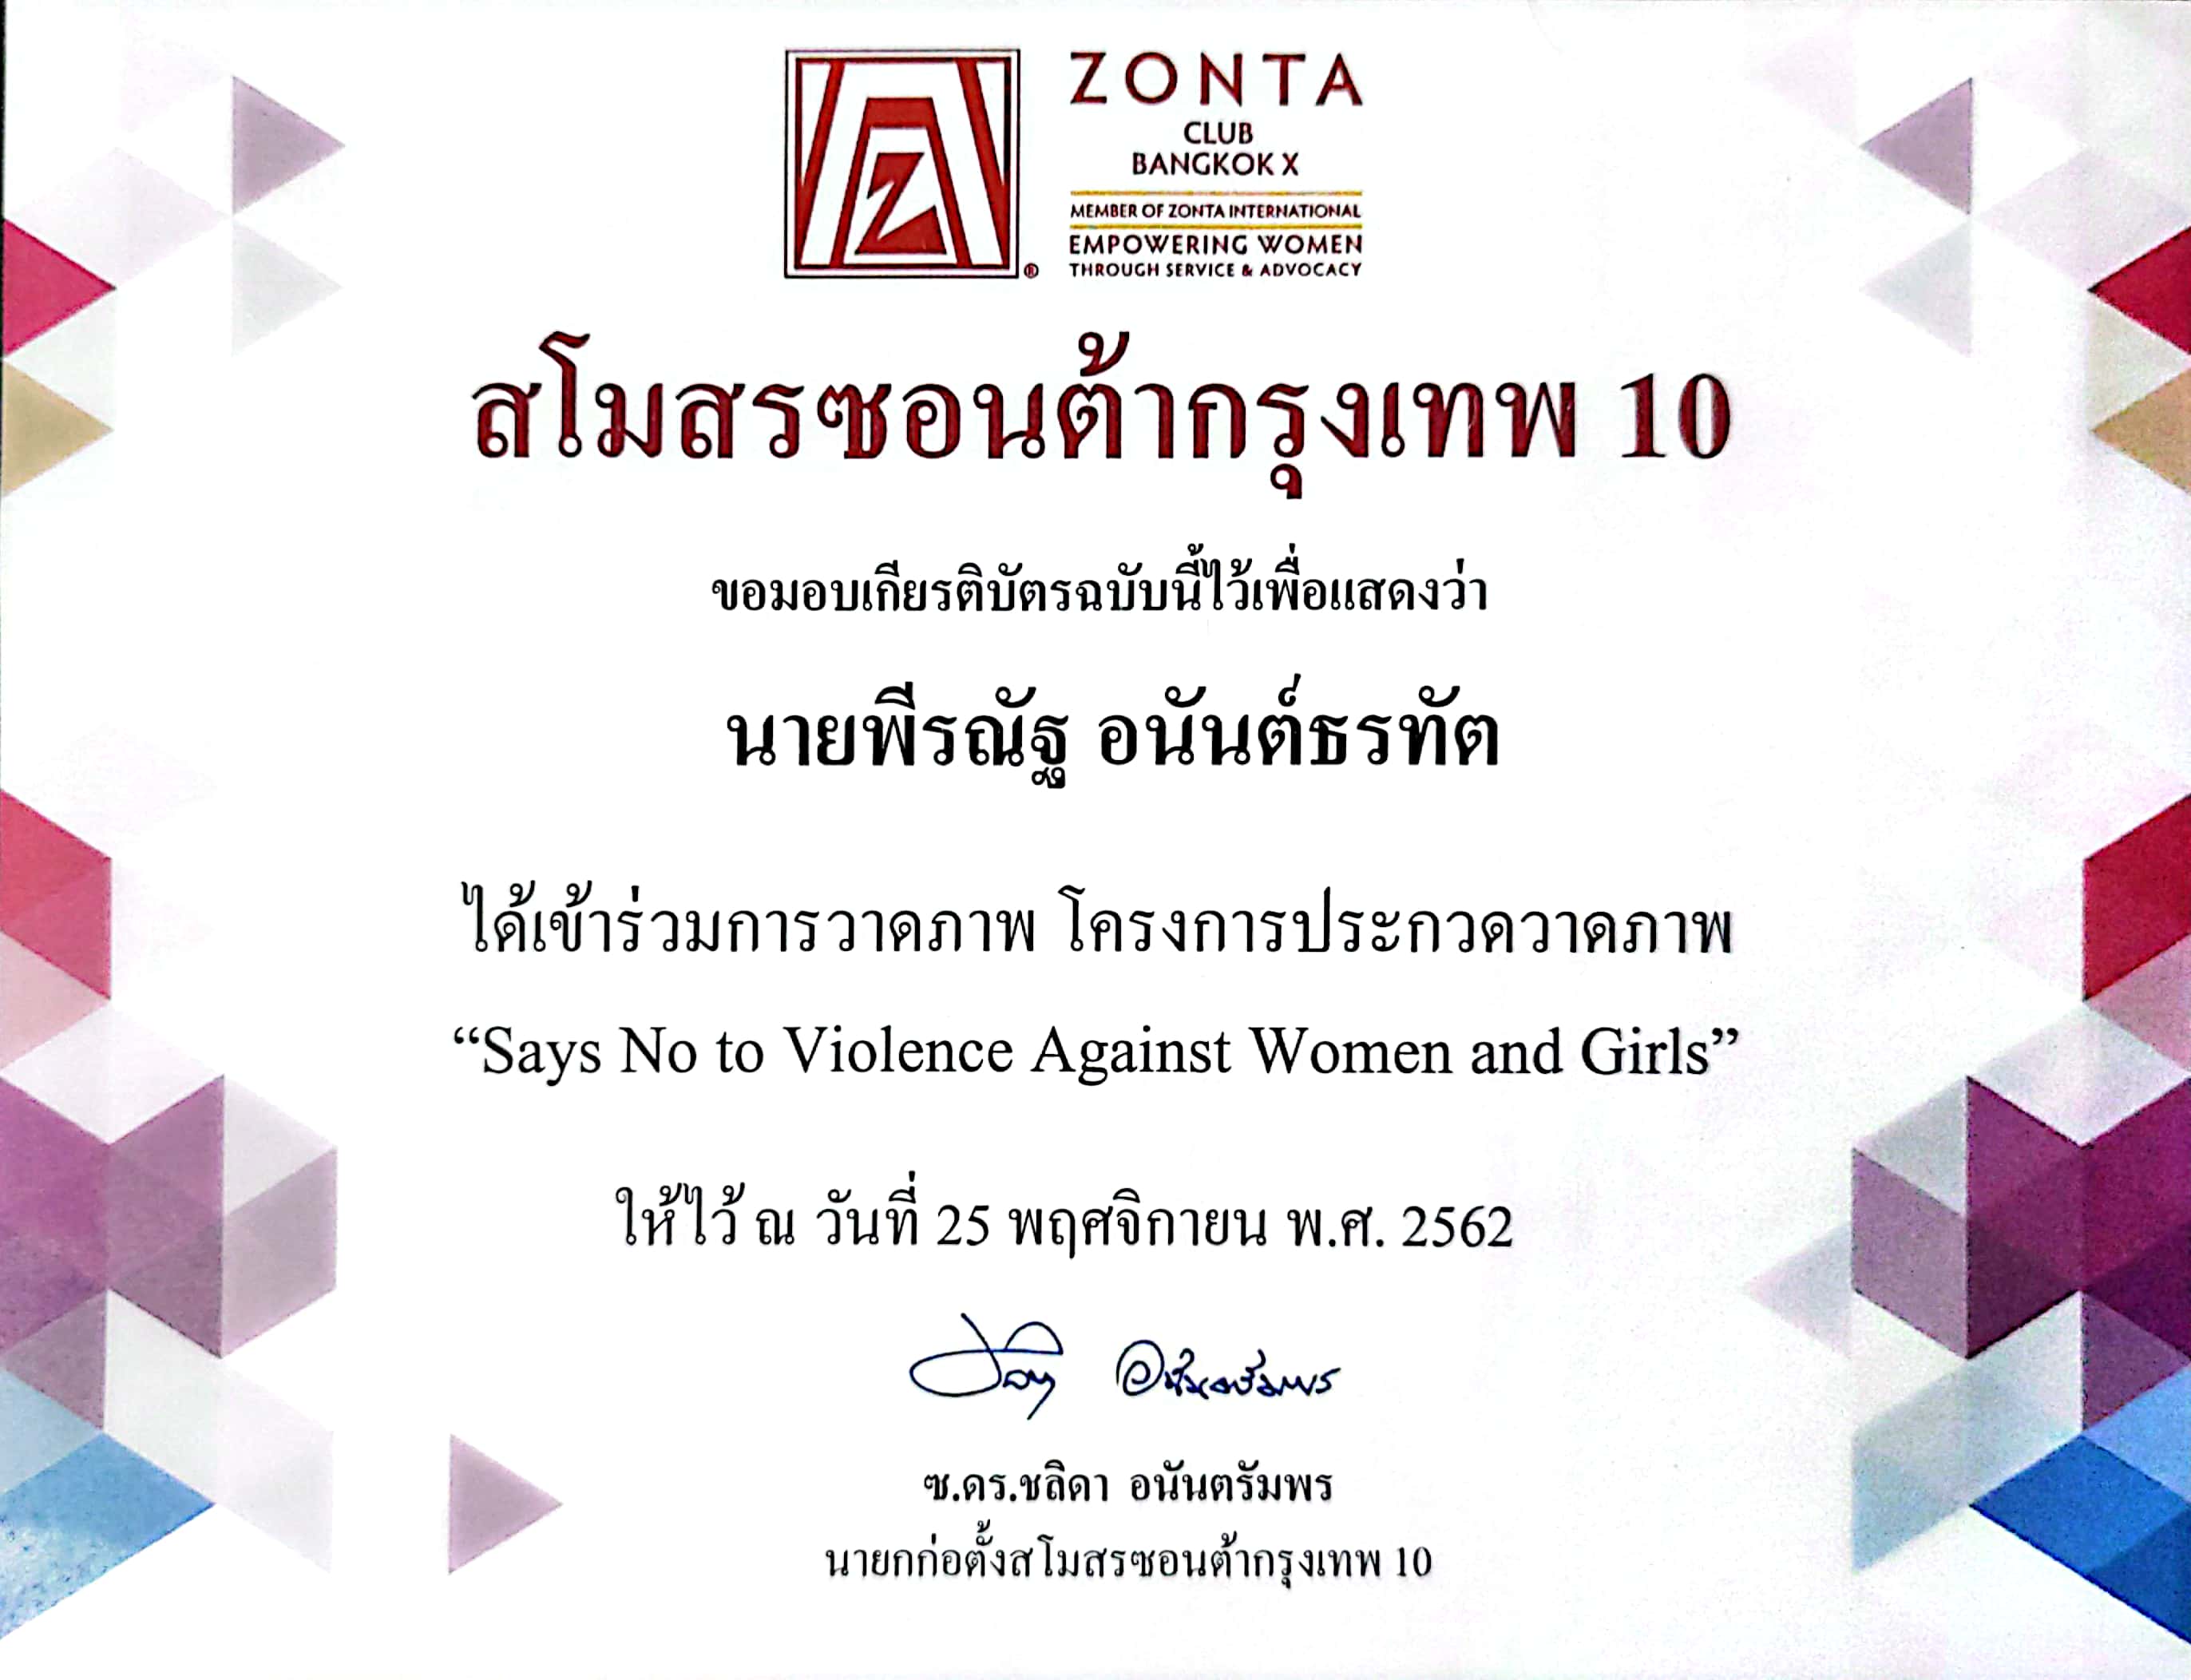 ZONTA
CLUB
BANGKOK X
MEMBER OF ZONTA INTERNATIONAL
EMPOWERING WOMEN
THROUGH SERVICE & ADVOCACY
®
สโมสรซอนต้ากรุงเทพ 10
ขอมอบเกียรติบัตรฉบับนี้ไว้เพื่อแสดงว่า
นายพีรณัฐ อนันต์ธรทัต
ได้เข้าร่วมการวาดภาพ โครงการประกวดวาดภาพ
“Says No to Violence Against Women and Girls”
ให้ไว้ ณ วันที่ 25 พฤศจิกายน พ.ศ. 2562
ซ.ดร.ชลิดา อนันตรัมพร
นายกก่อตั้งสโมสรซอนต้ากรุงเทพ 10